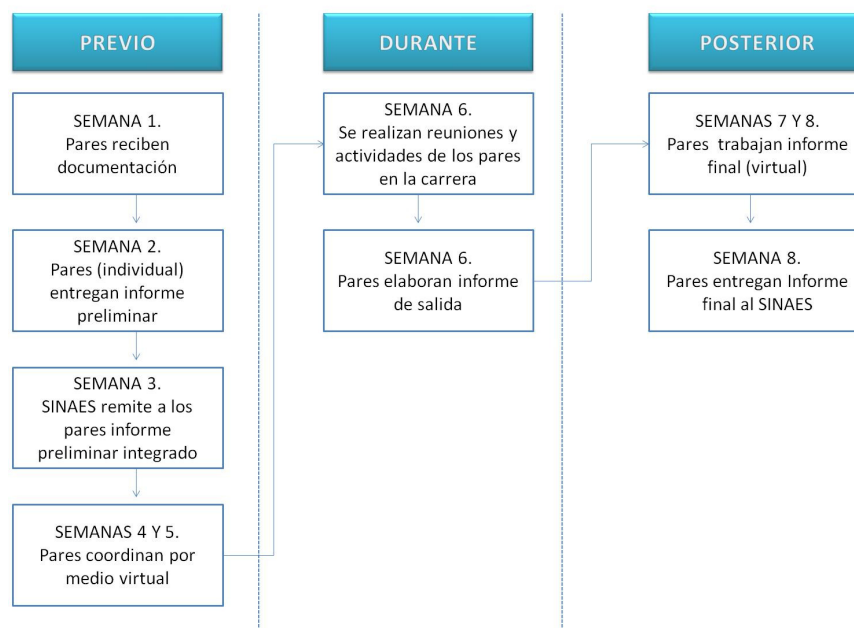 PREVIO
SEMANA 1.
Pares reciben
documentación
SEMANA 2.
Pares (individual)
entregan informe
preliminar
SEMANA 3.
SINAES remite a los
pares informe
preliminar integrado
SEMANAS 4 Y 5.
Pares coordinan por
medio virtual
DURANTE
SEMANA 6.
Se realizan reuniones y
actividades de los pares
en la carrera
SEMANA 6.
Pares elaboran informe
de salida
POSTERIOR
SEMANAS 7 Y 8.
Pares trabajan informe
final (virtual)
SEMANA 8.
Pares entregan Informe
final al SINAES